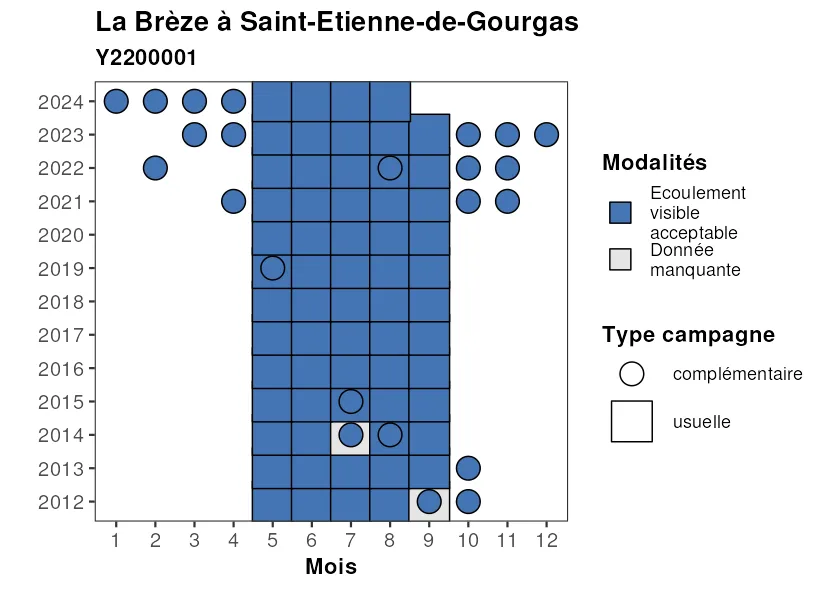 La Brèze à Saint-Etienne-de-Gourgas
Y2200001
2024
2023
2022
2021
2020
2019
2018
2017
2016
2015
2014
2013
2012
1 2 3 4 5 6 7 8 9 10 11 12
Mois
Modalités
Ecoulement
visible
acceptable
Donnée
manquante
Type campagne
complémentaire
usuelle